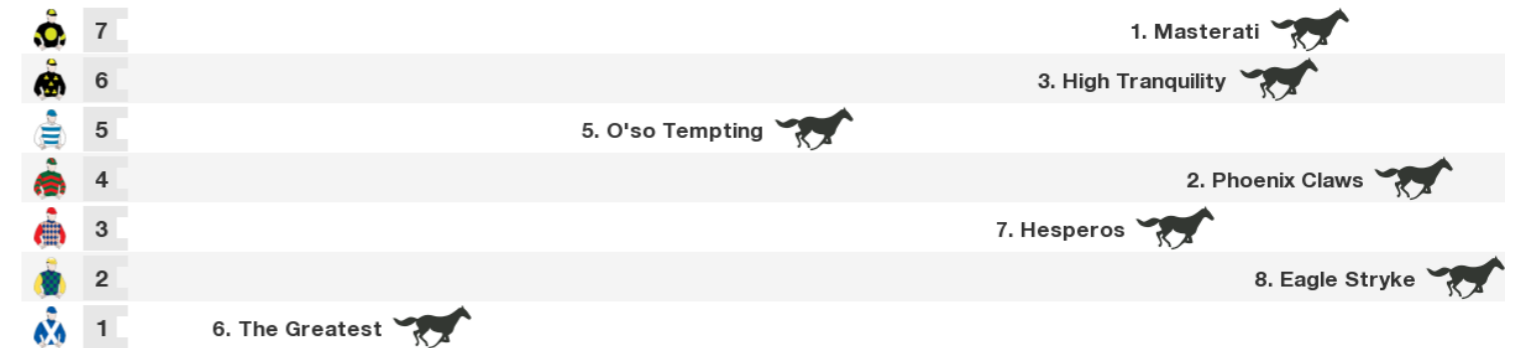 7 1. Masterati
6 3. High Tranquility
5 5. O'so Tempting
4 2. Phoenix Claws
3 7. Hesperos
2 8. Eagle Stryke
1 6. The Greatest